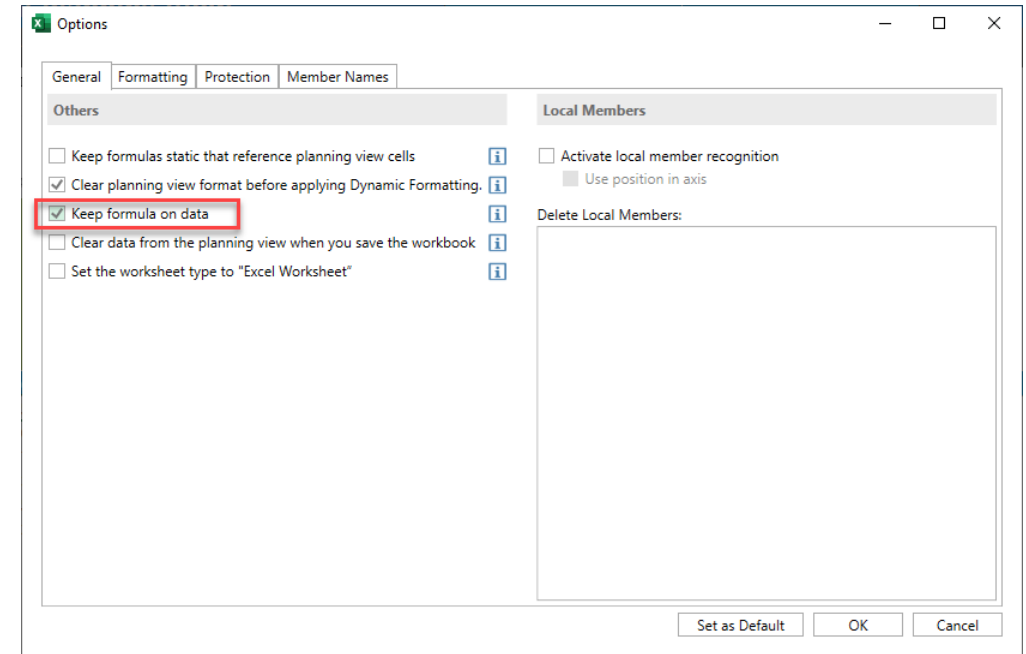 Options
General Formatting Protection Member Names
Others
Keep formulas static that reference planning view cells
Clear planning view format before applying Dynamic Formatting.
Keep formula on data
Clear data from the planning view when you save the workbook
Set the worksheet type to "Excel Worksheet“
Local Members
Activate local member recognition
Use position in axis
Delete Local Members:
Set as Default OK Cancel